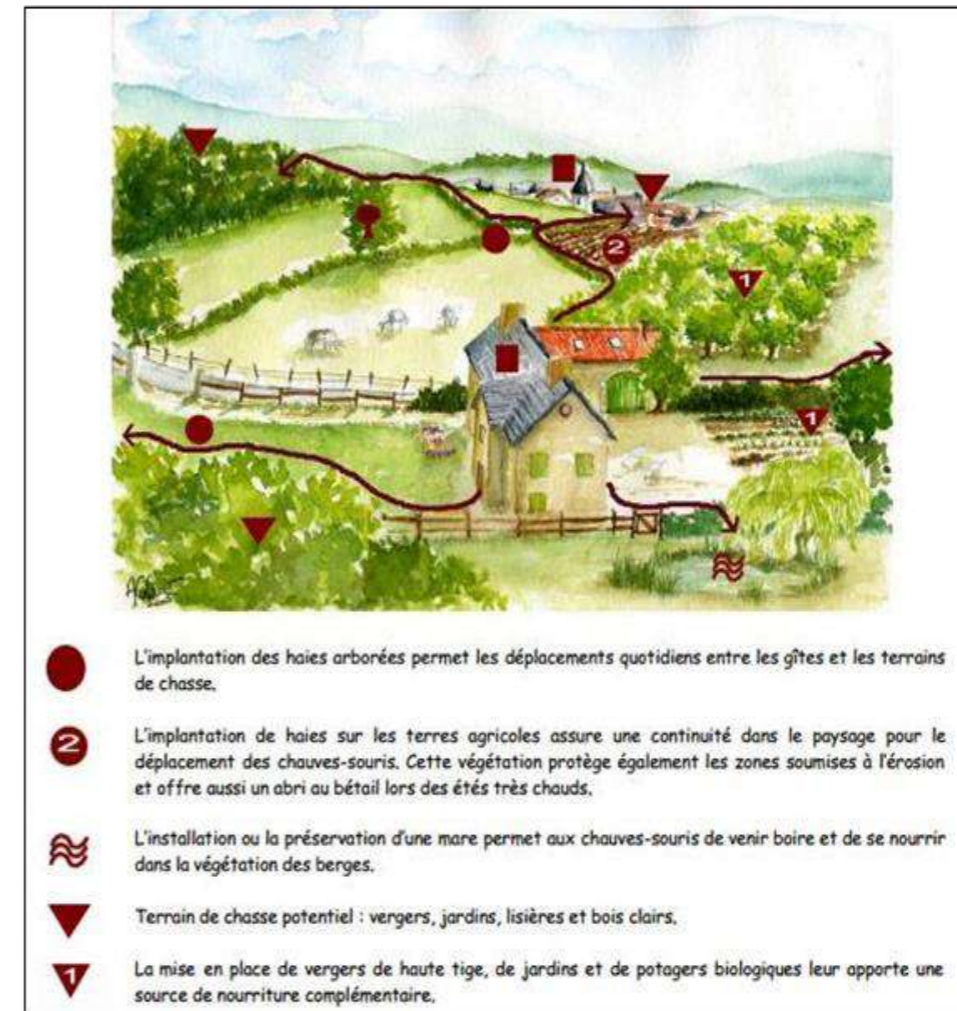 2
1
1
L'implantation des haies arborées permet les déplacements quotidiens entre les gîtes et les terrains
de chasse.
2
L'implantation de haies sur les terres agricoles assure une continuité dans le paysage pour le
déplacement des chauves-souris. Cette végétation protège également les zones soumises à l'érosion
et offre aussi un abri au bétail lors des étés très chauds.
L'installation ou la préservation d'une mare permet aux chauves-souris de venir boire et de se nourrir
dans la végétation des berges.
Terrain de chasse potentiel : vergers, jardins, lisières et bois clairs.
1
La mise en place de vergers de haute tige, de jardins et de potagers biologiques leur apporte une
source de nourriture complémentaire.